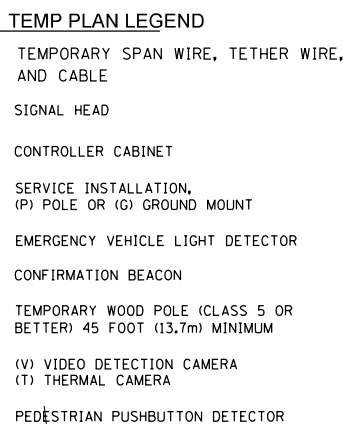 TEMP PLAN LEGEND
TEMPORARY SPAN WIRE, TETHER WIRE,
AND CABLE
SIGNAL HEAD
CONTROLLER CABINET
SERVICE INSTALLATION,
(P) POLE OR (G) GROUND MOUNT
EMERGENCY VEHICLE LIGHT DETECTOR
CONFIRMATION BEACON
TEMPORARY WOOD POLE (CLASS 5 OR
BETTER) 45 FOOT (13.7m) MINIMUM
(V) VIDEO DETECTION CAMERA
(T) THERMAL CAMERA
PEDESTRIAN PUSHBUTTON DETECTOR